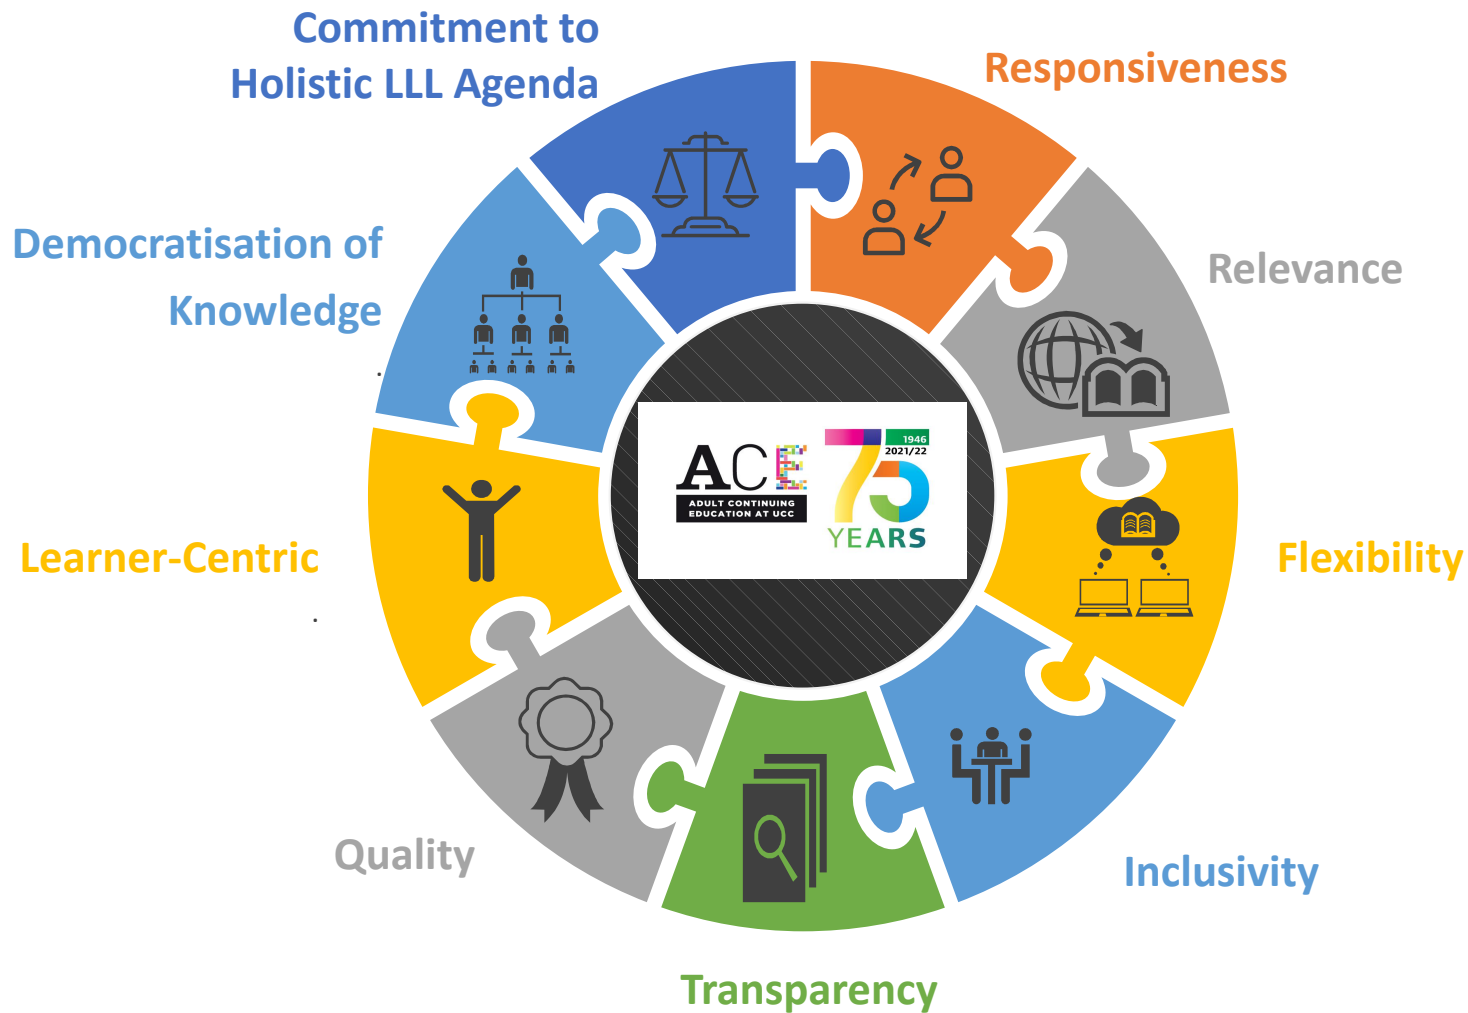 Commitment to
Holistic LLL Agenda
Responsiveness
Relevance
Democratisation of
Knowledge
.
ACE
ADULT CONTINUING
EDUCATION AT UCC
75
1946
2021/22
YEARS
Learner-Centric
.
Flexibility
Quality
Inclusivity
Transparency